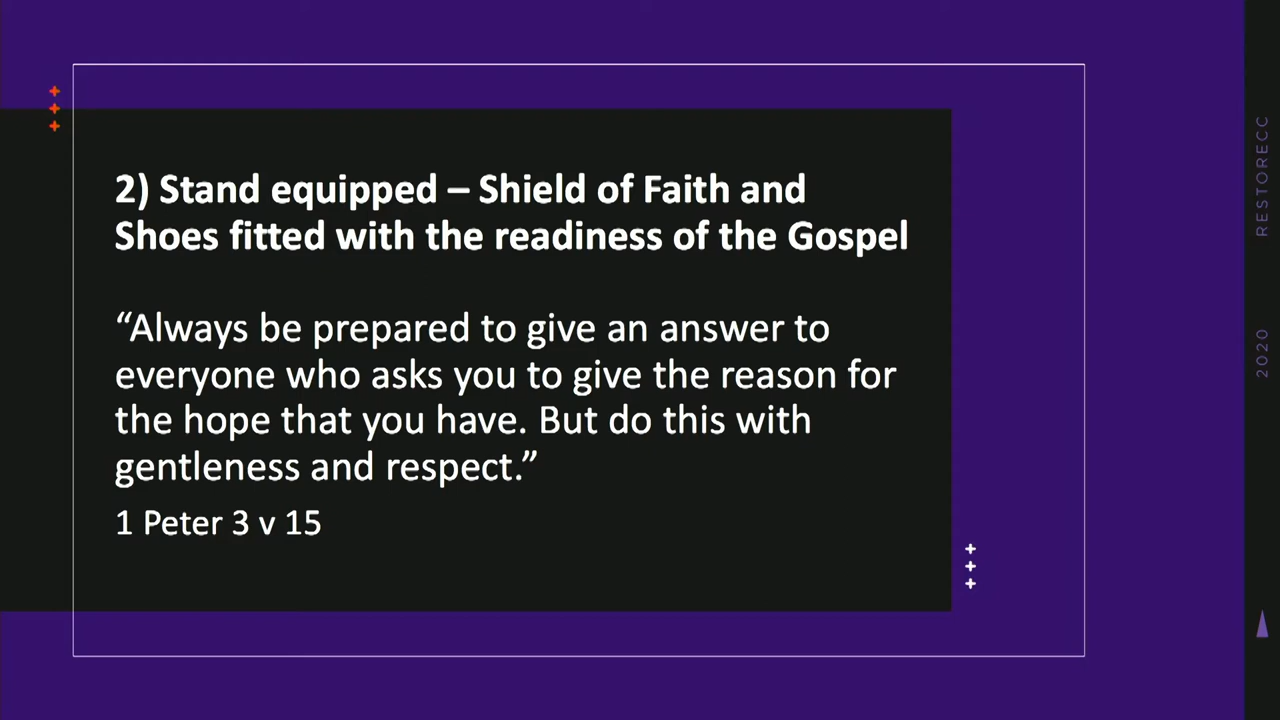 2) Stand equipped – Shield of Faith and
Shoes fitted with the readiness of the Gospel
“Always be prepared to give an answer to
everyone who asks you to give the reason for
the hope that you have. But do this with
gentleness and respect.”
1 Peter 3 v 15
RESTORECC
2020